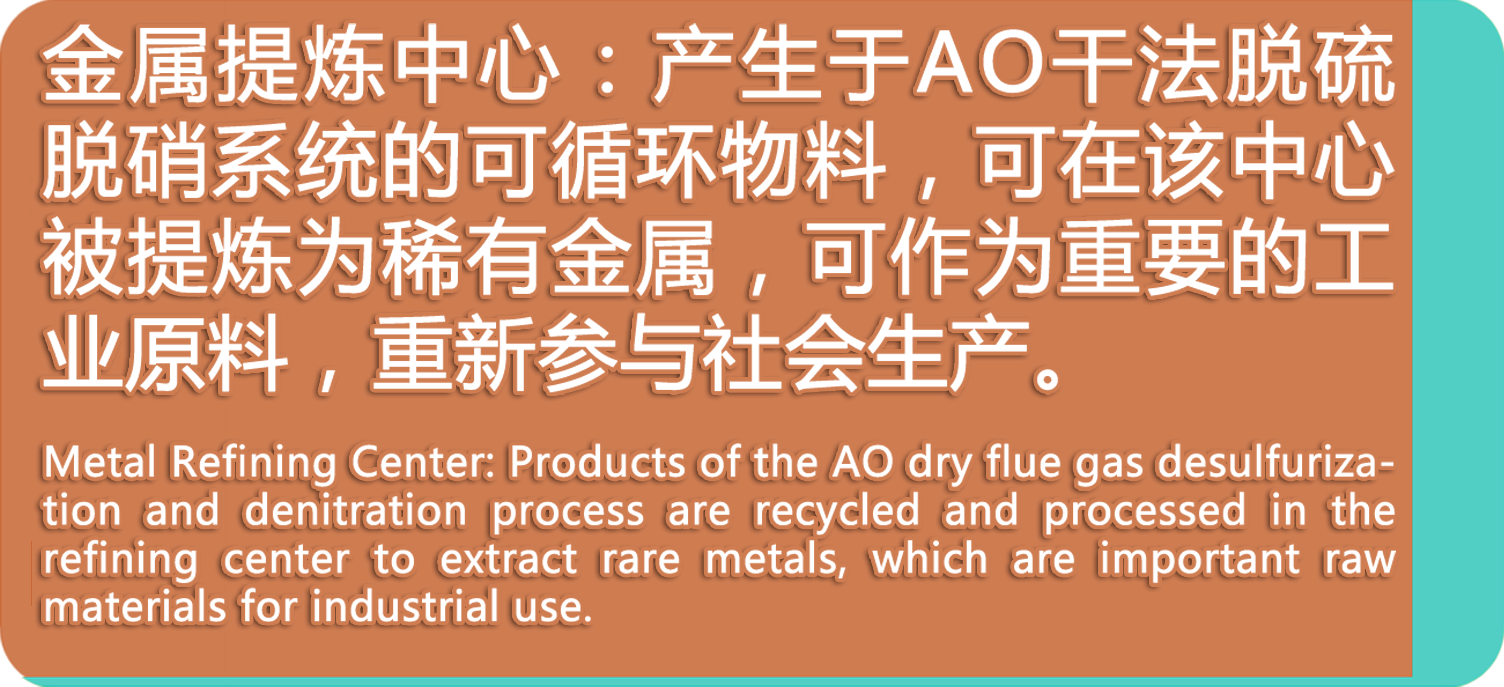 金属提炼中心：产生于AO干法脱硫
脱硝系统的可循环物料，可在该中心
被提炼为稀有金属，可作为重要的工
业原料，重新参与社会生产。
Metal Refining Center: Products of the AO dry flue gas desulfuriza-
tion and denitration process are recycled and processed in the
refining center to extract rare metals, which are important raw
materials for industrial use.